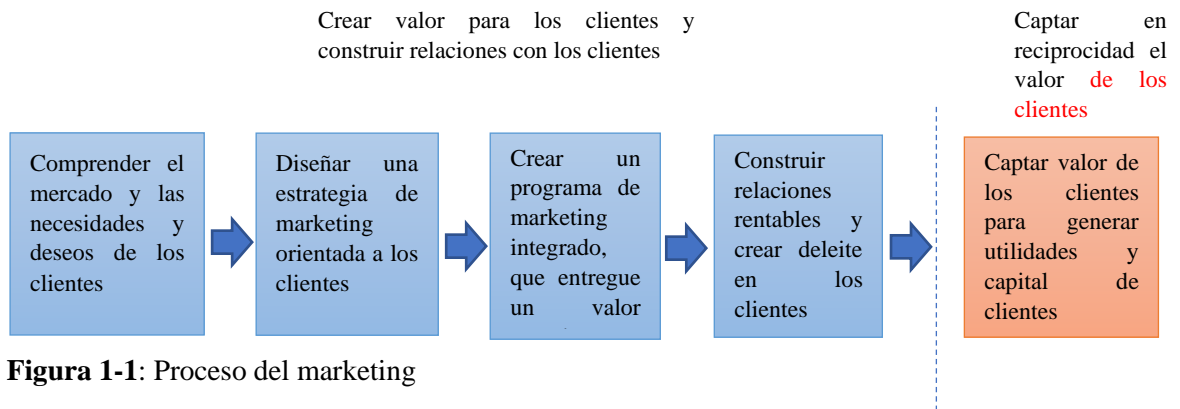 Crear valor para los clientes y
construir relaciones con los clientes
Captar en
reciprocidad el
valor de los
clientes
Comprender el
mercado y las
necesidades y
deseos de los
clientes
Diseñar una
estrategia de
marketing
orientada a los
clientes
Crear un
programa de
marketing
integrado,
que entregue
un valor
Construir
relaciones
rentables y
crear deleite
en los
clientes
Captar valor de
los clientes
para generar
utilidades y
capital de
clientes
Figura 1-1: Proceso del marketing